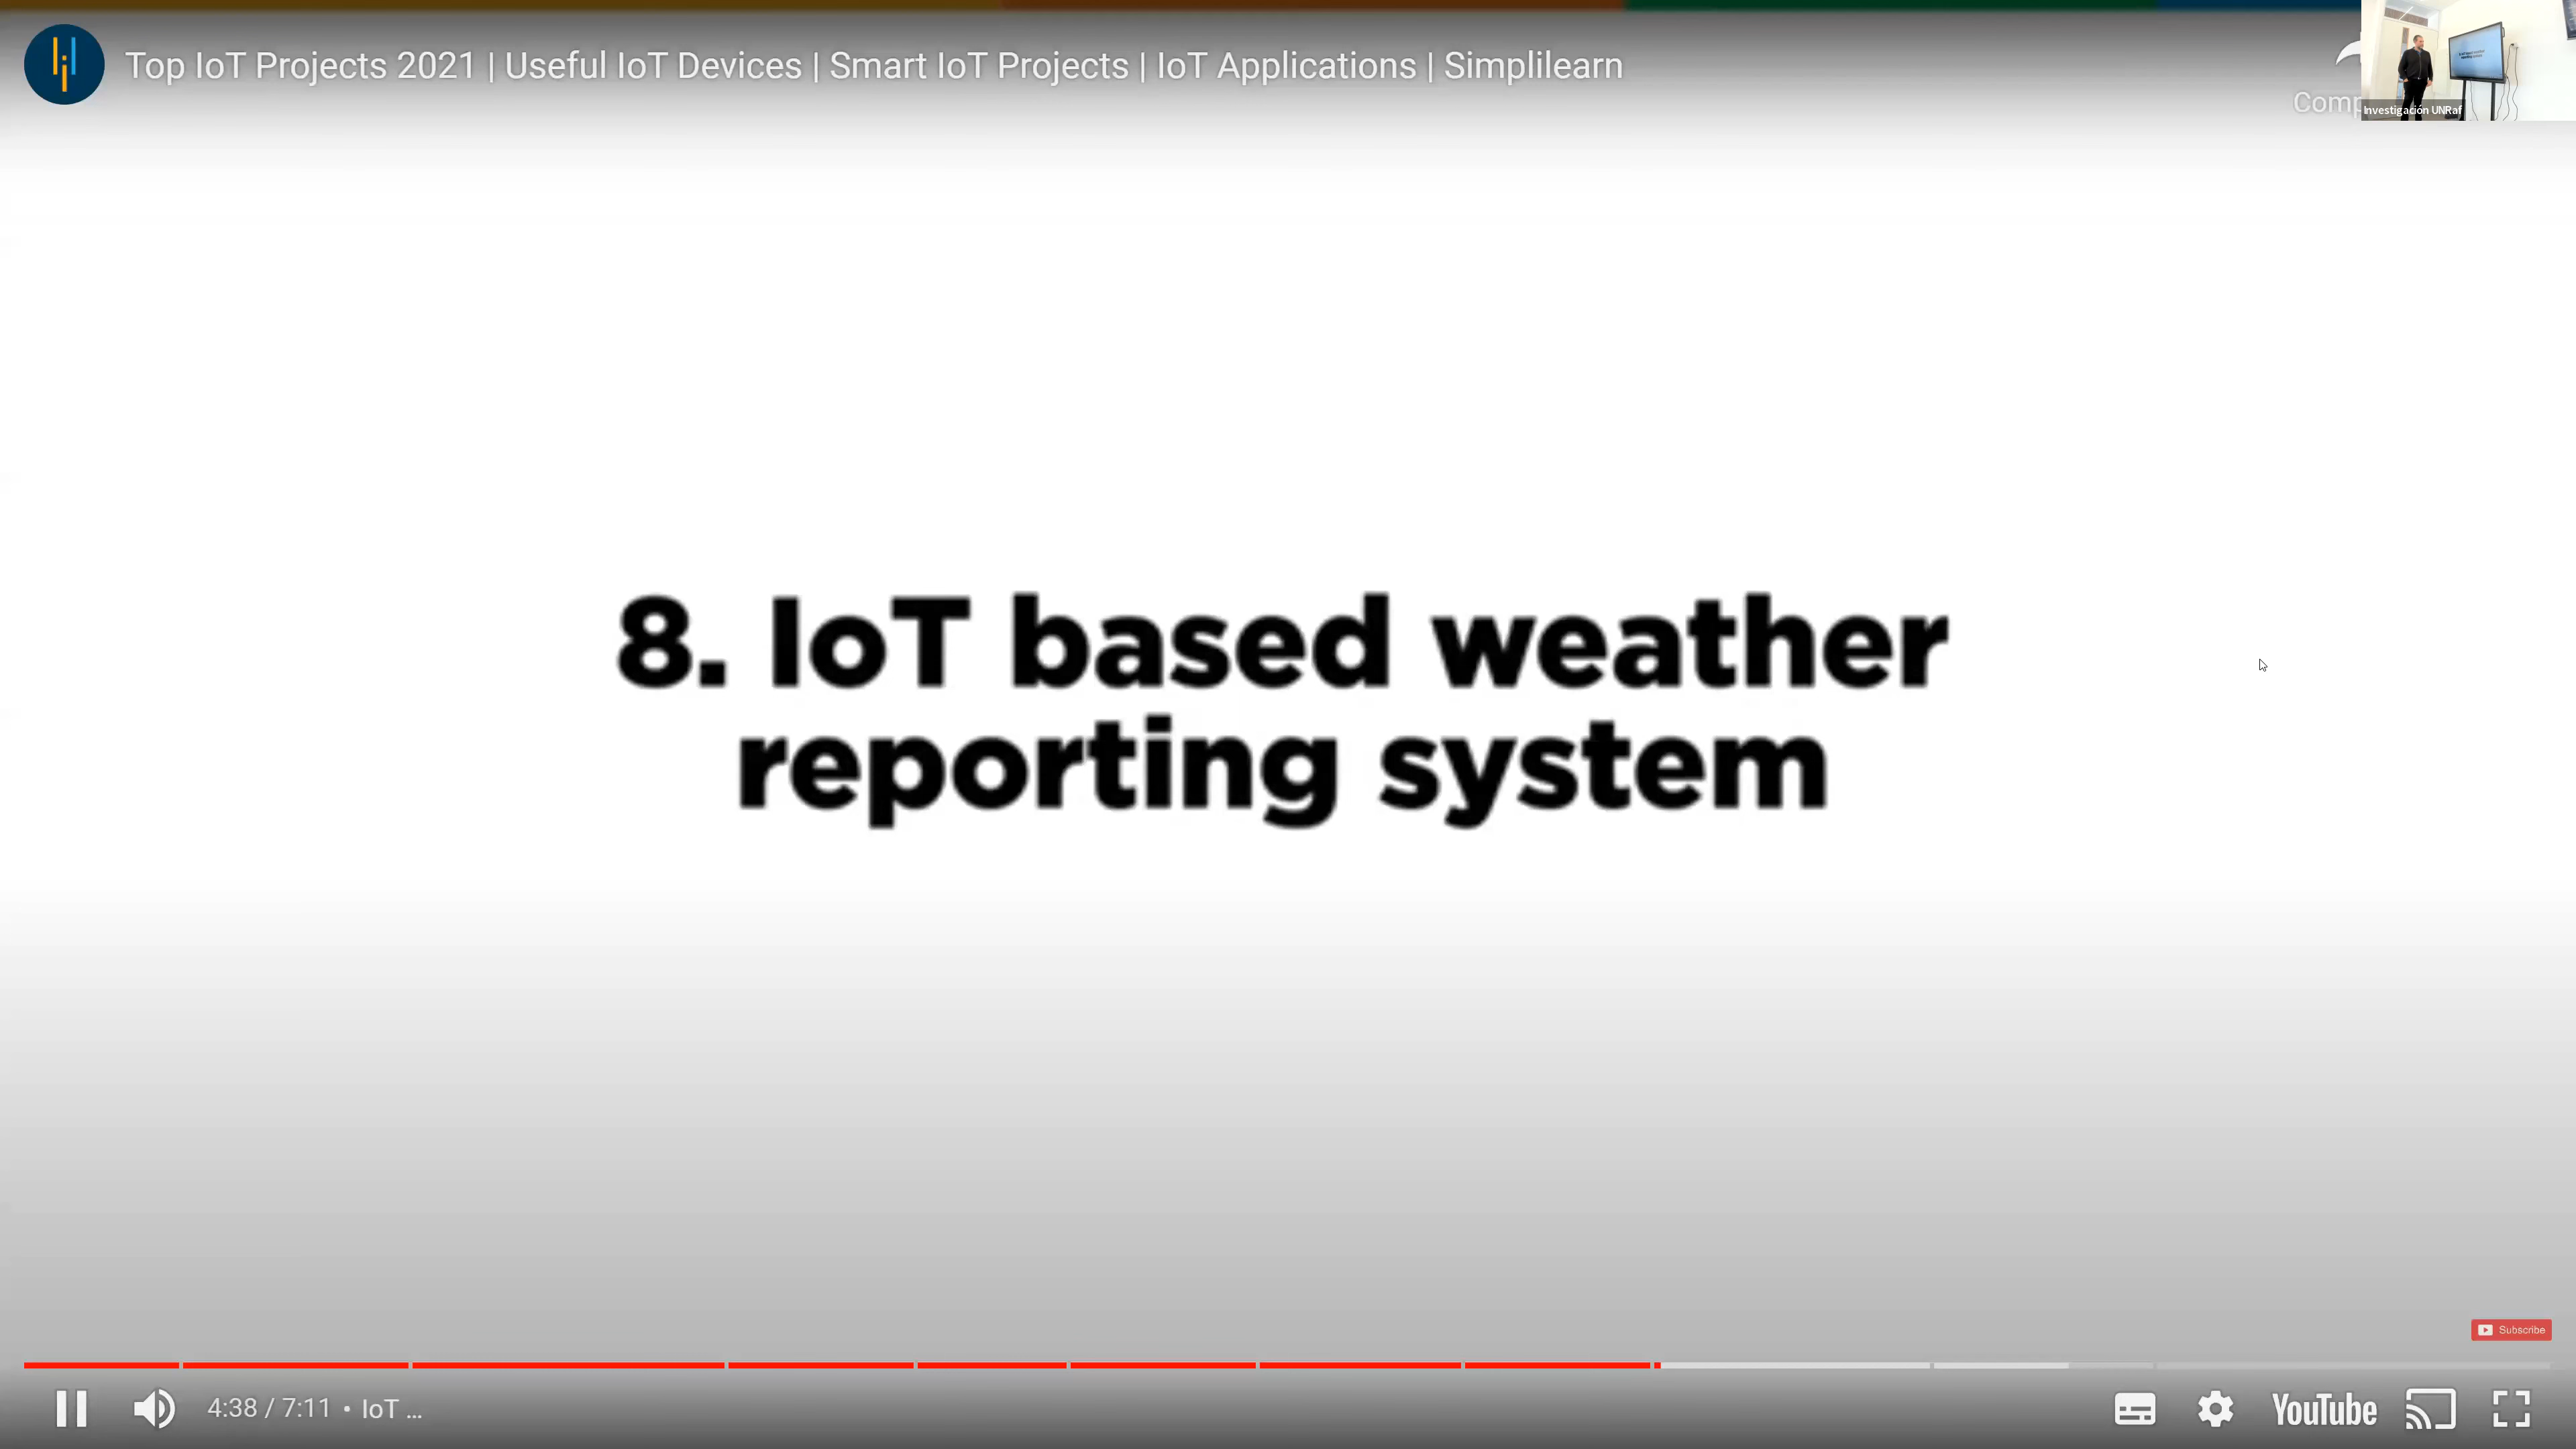 Top IoT Projects 2021 | Useful IoT Devices | Smart IoT Projects | IoT Applications | Simplilearn
Comp
Investigación UNRaf
8. IoT based weather
reporting system
Subscribe
4:38 / 7:11 • IoT ...
YouTube